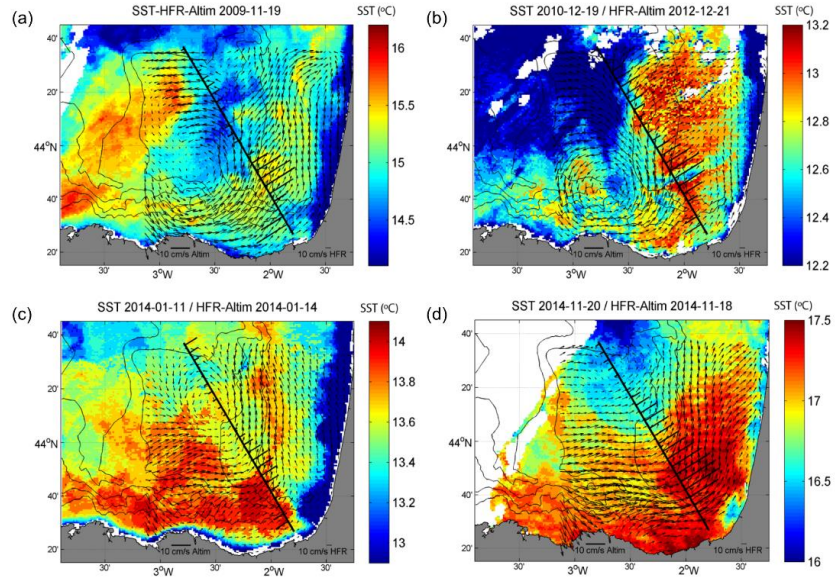 (a) SST-HFR-Altim 2009-11-19 SST (ºC)
40'
20'
44°N
40'
20'
30' 3°W 30' 2°W 30'
10 cm/s Altim 10 cm/s HFR
16
15.5
15
14.5
(b) SST 2010-12-19 / HFR-Altim 2012-12-21 SST (ºC)
40'
20'
44°N
40'
20'
30' 3°W 30' 2°W 30'
10 cm/s Altim 10 cm/s HFR
13.2
13
12.8
12.6
12.4
12.2
(c) SST 2014-01-11 / HFR-Altim 2014-01-14 SST (ºC)
40'
20'
44°N
40'
20'
30' 3°W 30' 2°W 30'
10 cm/s Altim 10 cm/s HFR
14
13.8
13.6
13.4
13.2
13
(d) SST 2014-11-20 / HFR-Altim 2014-11-18 SST (ºC)
40'
20'
44°N
40'
20'
30' 3°W 30' 2°W 30'
10 cm/s Altim 10 cm/s HFR
17.5
17
16.5
16